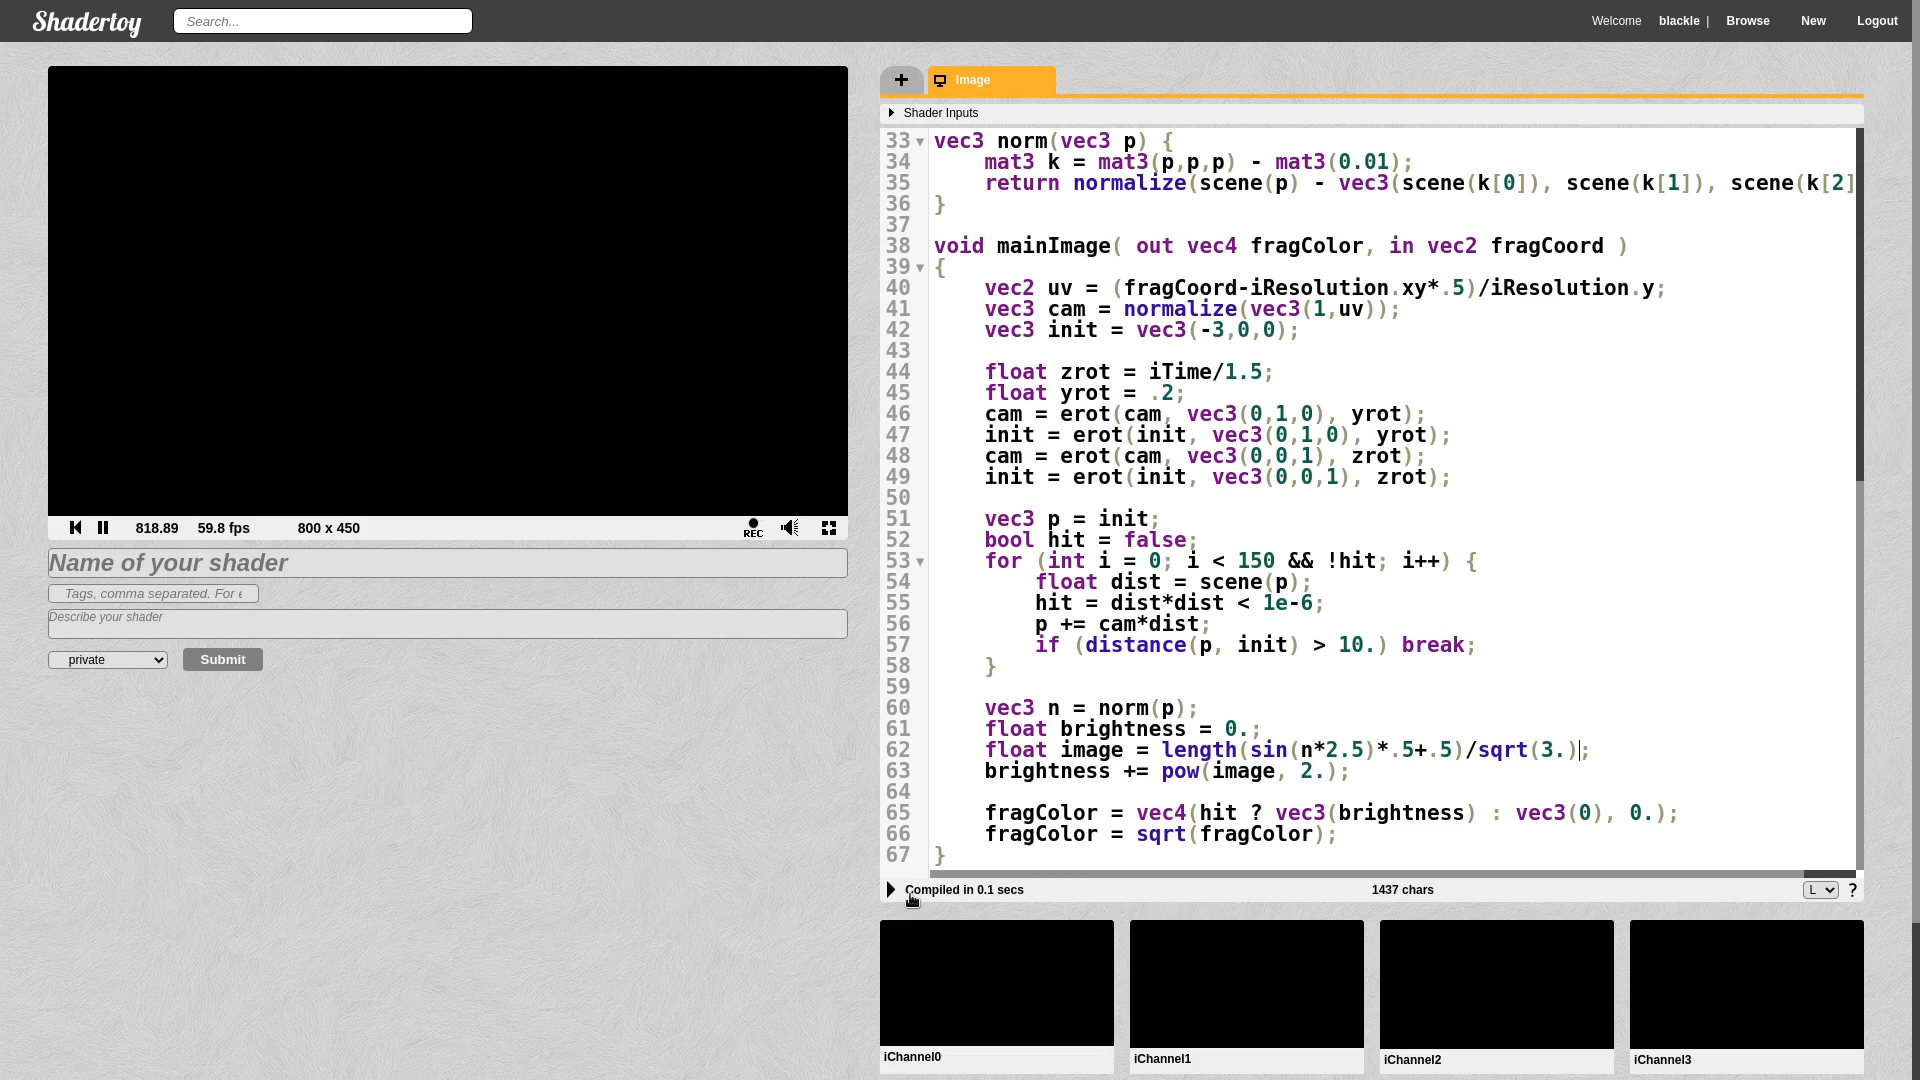 Shadertoy
Search...
Welcome blackle | Browse New Logout
+ Image
Shader Inputs
33 vec3 norm(vec3 p) {
34 mat3 k = mat3(p,p,p) - mat3(0.01);
35 return normalize(scene(p) - vec3(scene(k[0]), scene(k[1]), scene(k[2]
36 }
37
38 void mainImage( out vec4 fragColor, in vec2 fragCoord )
39 {
40 vec2 uv = (fragCoord-iResolution.xy*.5)/iResolution.y;
41 vec3 cam = normalize(vec3(1,uv));
42 vec3 init = vec3(-3,0,0);
43
44 float zrot = iTime/1.5;
45 float yrot = .2;
46 cam = erot(cam, vec3(0,1,0), yrot);
47 init = erot(init, vec3(0,1,0), yrot);
48 cam = erot(cam, vec3(0,0,1), zrot);
49 init = erot(init, vec3(0,0,1), zrot);
50
51 vec3 p = init;
52 bool hit = false;
53 for (int i = 0; i < 150 && !hit; i++) {
54 float dist = scene(p);
55 hit = dist*dist < 1e-6;
56 p += cam*dist;
57 if (distance(p, init) > 10.) break;
58 }
59
60 vec3 n = norm(p);
61 float brightness = 0.;
62 float image = length(sin(n*2.5)*.5+.5)/sqrt(3.);
63 brightness += pow(image, 2.);
64
65 fragColor = vec4(hit ? vec3(brightness) : vec3(0), 0.);
66 fragColor = sqrt(fragColor);
67 }
Compiled in 0.1 secs 1437 chars L ?
818.89 59.8 fps 800 x 450 REC
Name of your shader
Tags, comma separated. For e
Describe your shader
private Submit
iChannel0 iChannel1 iChannel2 iChannel3